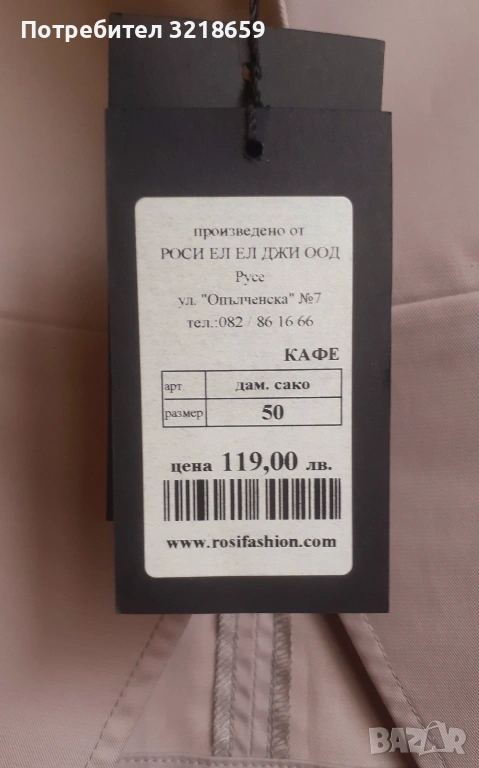 Потребител 3218659
произведено от
РОСИ ЕЛ ЕЛ ДЖИ ООД
Русе
ул. "Опълченска" №7
тел.:082 / 86 16 66
КАФЕ
арт. дам. сако
размер 50
цена 119,00 лв.
www.rosifashion.com
bazar